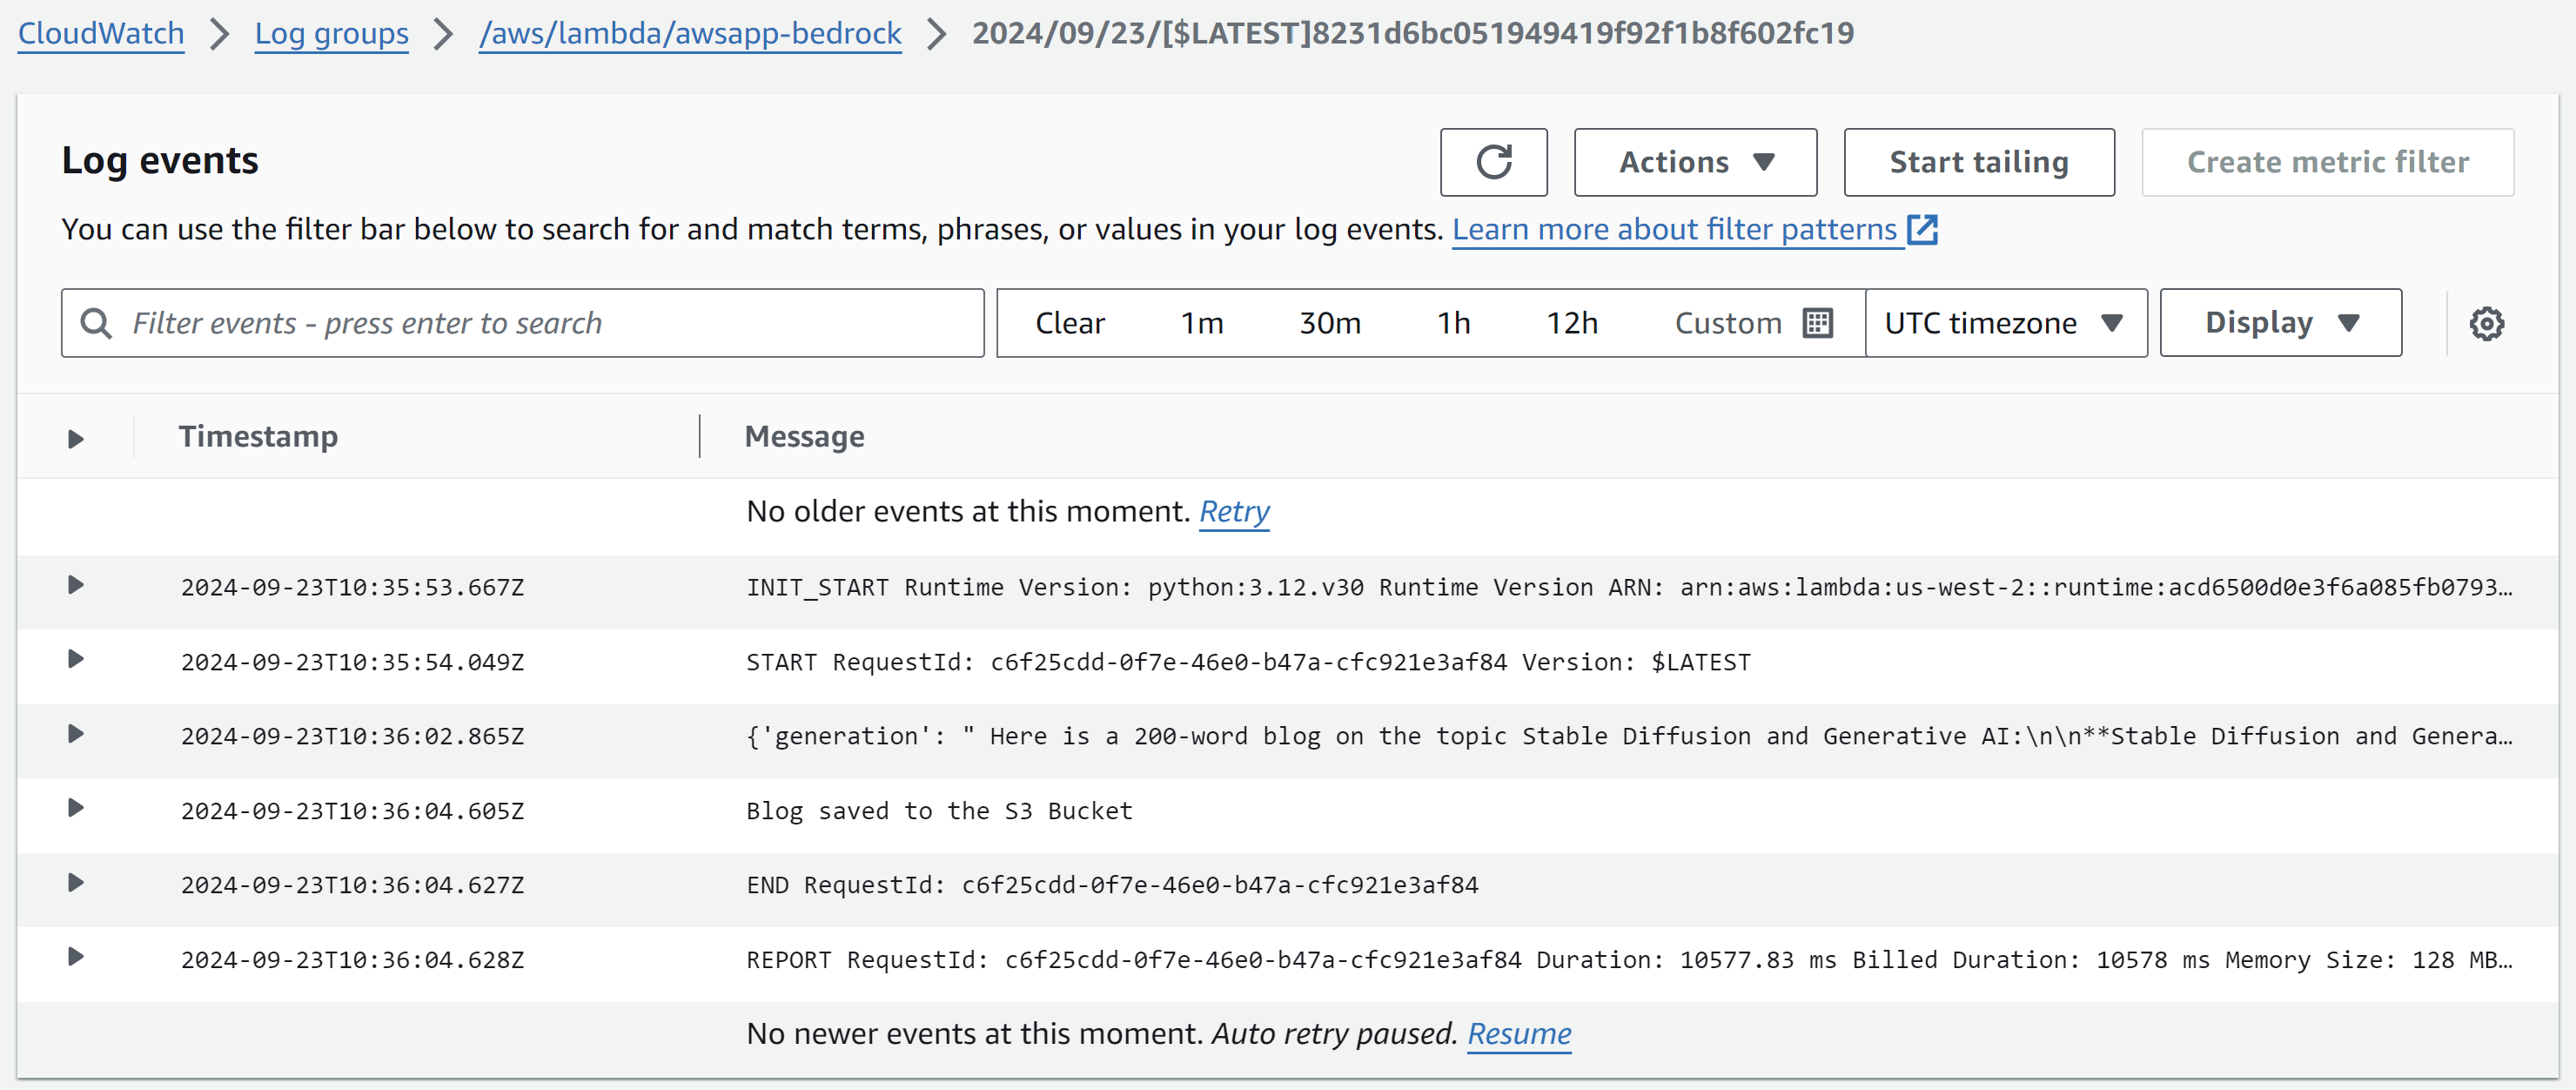 CloudWatch > Log groups > /aws/lambda/awsapp-bedrock > 2024/09/23/[$LATEST]8231d6bc051949419f92f1b8f602fc19
Log events
Actions
Start tailing
Create metric filter
You can use the filter bar below to search for and match terms, phrases, or values in your log events. Learn more about filter patterns
Filter events - press enter to search
Clear 1m 30m 1h 12h Custom
UTC timezone
Display
Timestamp Message
No older events at this moment. Retry
2024-09-23T10:35:53.667Z INIT_START Runtime Version: python:3.12.v30 Runtime Version ARN: arn:aws:lambda:us-west-2::runtime:acd6500d0e3f6a085fb0793…
2024-09-23T10:35:54.049Z START RequestId: c6f25cdd-0f7e-46e0-b47a-cfc921e3af84 Version: $LATEST
2024-09-23T10:36:02.865Z {'generation': " Here is a 200-word blog on the topic Stable Diffusion and Generative AI:\n\n**Stable Diffusion and Genera…
2024-09-23T10:36:04.605Z Blog saved to the S3 Bucket
2024-09-23T10:36:04.627Z END RequestId: c6f25cdd-0f7e-46e0-b47a-cfc921e3af84
2024-09-23T10:36:04.628Z REPORT RequestId: c6f25cdd-0f7e-46e0-b47a-cfc921e3af84 Duration: 10577.83 ms Billed Duration: 10578 ms Memory Size: 128 MB…
No newer events at this moment. Auto retry paused. Resume